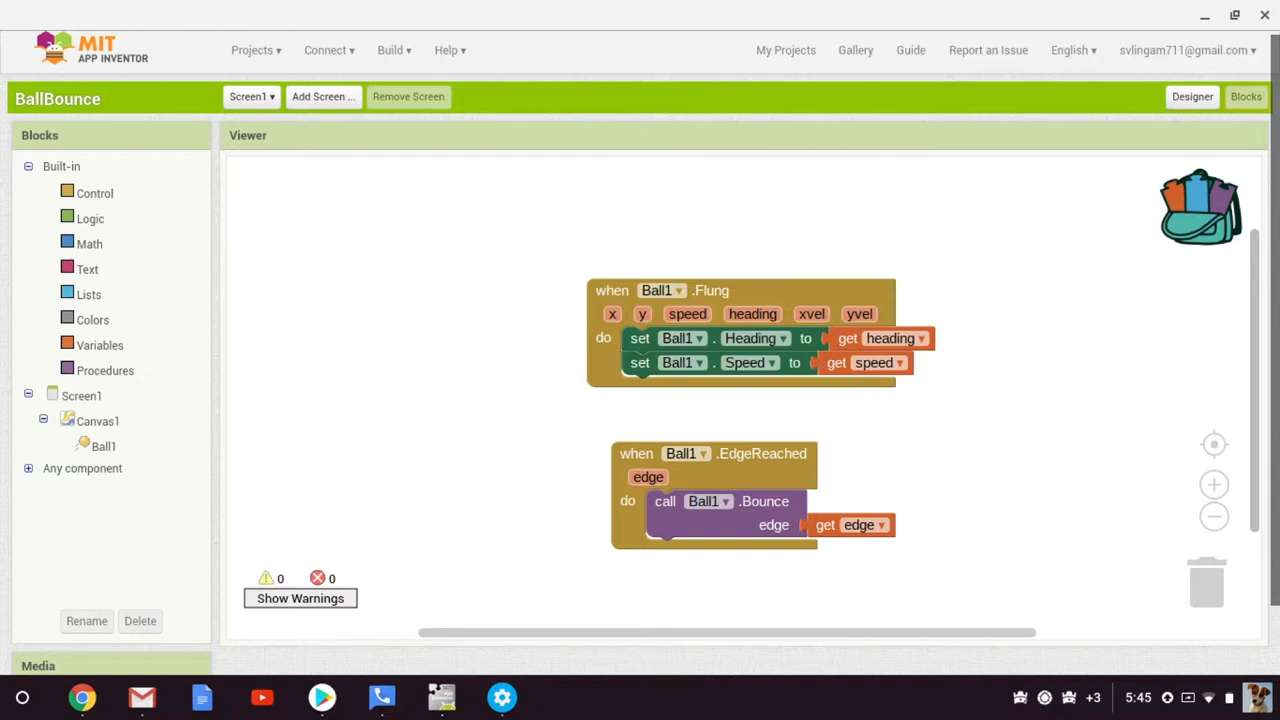 MIT
APP INVENTOR
Projects ▾ Connect ▾ Build ▾ Help ▾ My Projects Gallery Guide Report an Issue English ▾ svlingam711@gmail.com ▾
BallBounce Screen1 ▾ Add Screen ... Remove Screen Designer Blocks
Blocks Viewer
Built-in
Control
Logic
Math
Text
Lists
Colors
Variables
Procedures
Screen1
Canvas1
Ball1
Any component
Rename Delete
Media
when Ball1 ▾ .Flung
x y speed heading xvel yvel
do set Ball1 ▾ . Heading ▾ to get heading ▾
set Ball1 ▾ . Speed ▾ to get speed ▾
when Ball1 ▾ .EdgeReached
edge
do call Ball1 ▾ .Bounce
edge get edge ▾
0 0
Show Warnings
+3 5:45